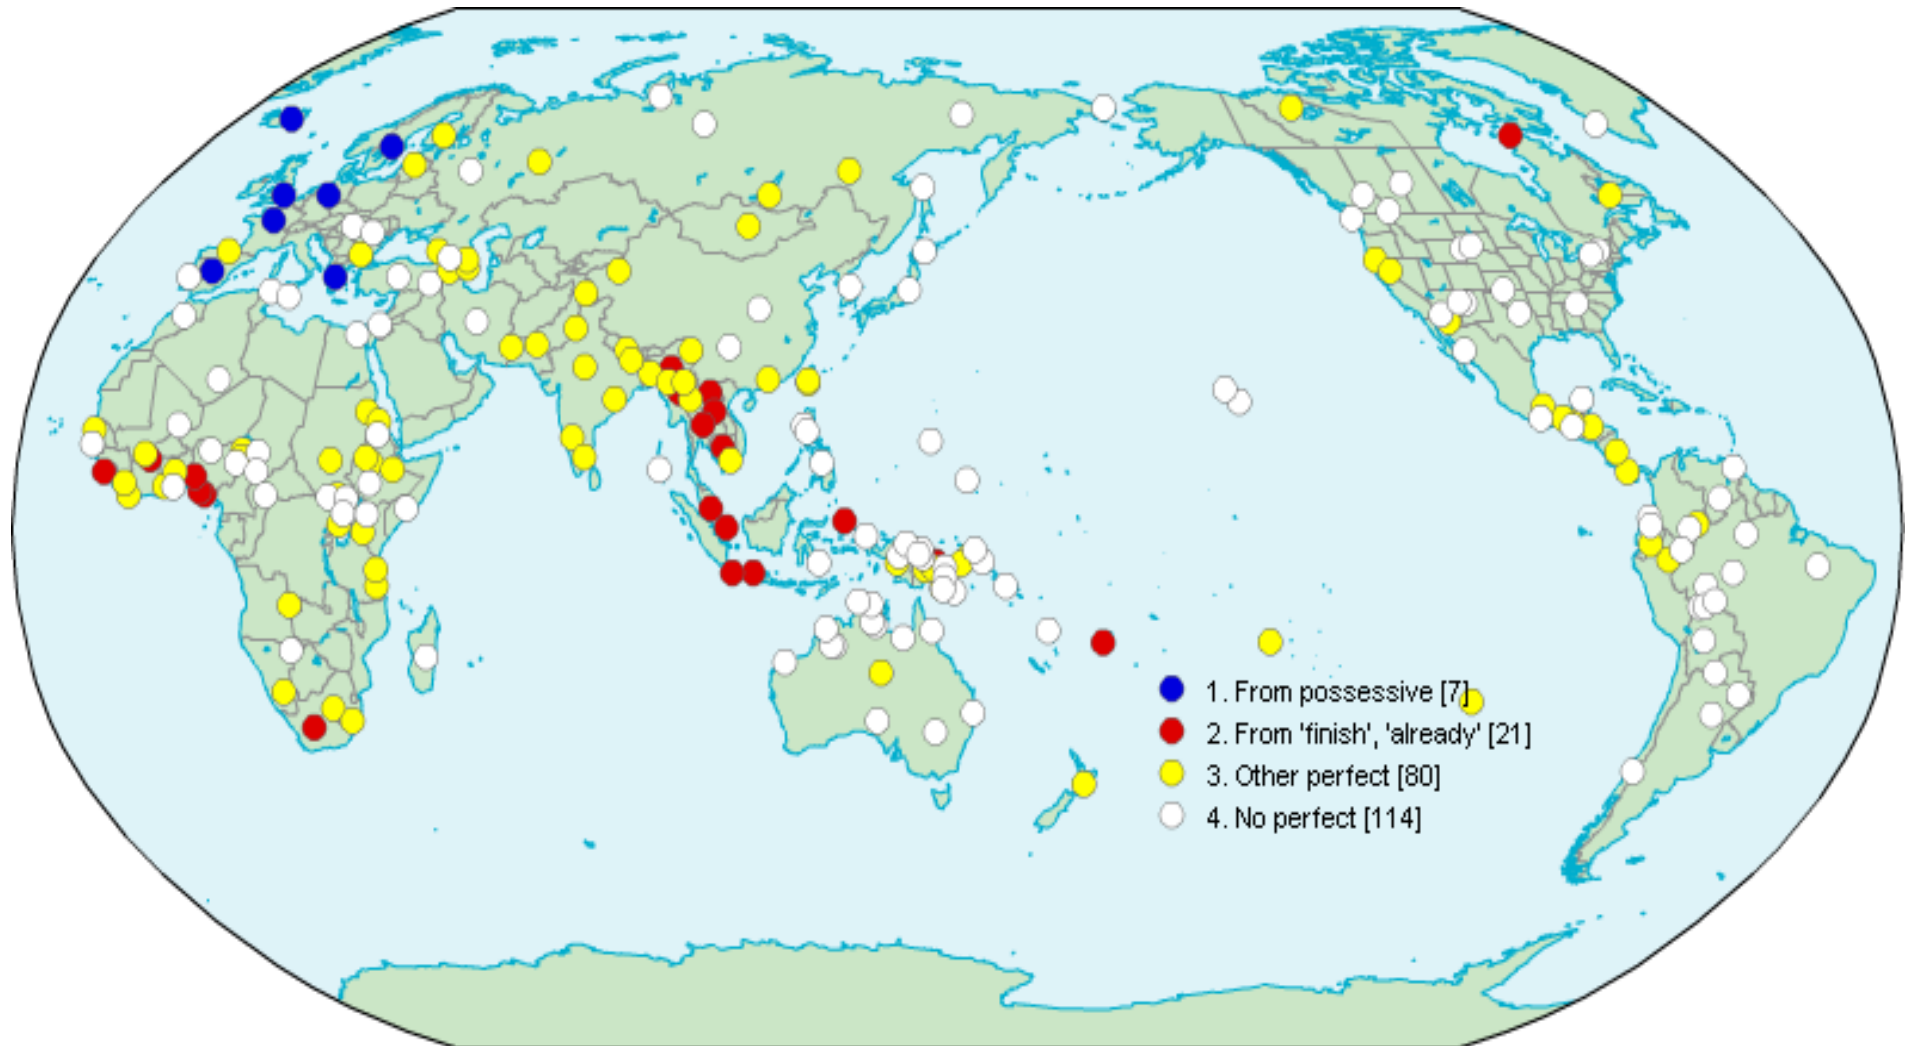 1. From possessive [7]
2. From 'finish', 'already' [21]
3. Other perfect [80]
4. No perfect [114]